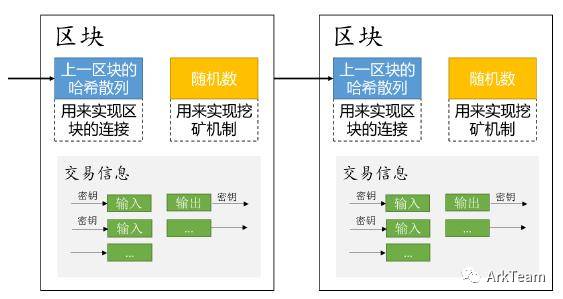 区块
上一区块的
哈希散列
随机数
用来实现区
块的连接
用来实现挖
矿机制
交易信息
密钥
输入
输出
密钥
密钥
输入
...
...
区块
上一区块的
哈希散列
随机数
用来实现区
块的连接
用来实现挖
矿机制
交易信息
密钥
输入
输出
密钥
密钥
输入
...
...
ArkTeam